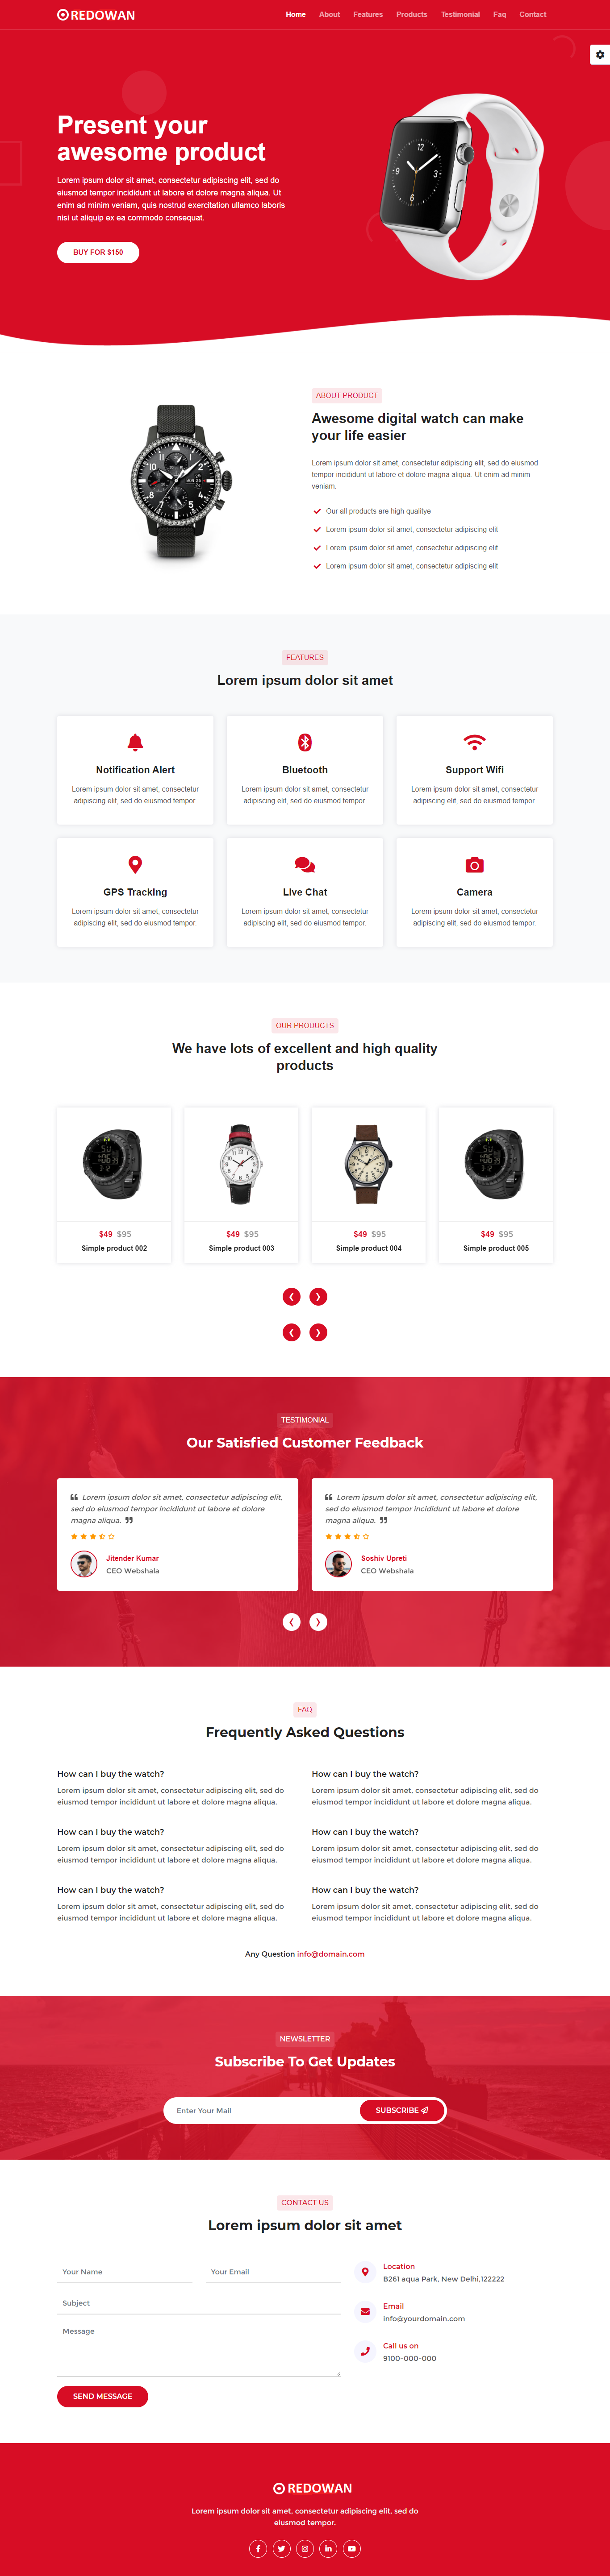 REDOWAN
Home About Features Products Testimonial Faq Contact
Present your
awesome product
Lorem ipsum dolor sit amet, consectetur adipiscing elit, sed do
eiusmod tempor incididunt ut labore et dolore magna aliqua. Ut
enim ad minim veniam, quis nostrud exercitation ullamco laboris
nisi ut aliquip ex ea commodo consequat.
BUY FOR $150
ABOUT PRODUCT
Awesome digital watch can make
your life easier
Lorem ipsum dolor sit amet, consectetur adipiscing elit, sed do eiusmod
tempor incididunt ut labore et dolore magna aliqua. Ut enim ad minim
veniam.
Our all products are high qualitye
Lorem ipsum dolor sit amet, consectetur adipiscing elit
Lorem ipsum dolor sit amet, consectetur adipiscing elit
Lorem ipsum dolor sit amet, consectetur adipiscing elit
FEATURES
Lorem ipsum dolor sit amet
Notification Alert
Lorem ipsum dolor sit amet, consectetur
adipiscing elit, sed do eiusmod tempor.
Bluetooth
Lorem ipsum dolor sit amet, consectetur
adipiscing elit, sed do eiusmod tempor.
Support Wifi
Lorem ipsum dolor sit amet, consectetur
adipiscing elit, sed do eiusmod tempor.
GPS Tracking
Lorem ipsum dolor sit amet, consectetur
adipiscing elit, sed do eiusmod tempor.
Live Chat
Lorem ipsum dolor sit amet, consectetur
adipiscing elit, sed do eiusmod tempor.
Camera
Lorem ipsum dolor sit amet, consectetur
adipiscing elit, sed do eiusmod tempor.
OUR PRODUCTS
We have lots of excellent and high quality
products
$49 $95
Simple product 002
$49 $95
Simple product 003
$49 $95
Simple product 004
$49 $95
Simple product 005
TESTIMONIAL
Our Satisfied Customer Feedback
Lorem ipsum dolor sit amet, consectetur adipiscing elit,
sed do eiusmod tempor incididunt ut labore et dolore
magna aliqua.
Jitender Kumar
CEO Webshala
Lorem ipsum dolor sit amet, consectetur adipiscing elit,
sed do eiusmod tempor incididunt ut labore et dolore
magna aliqua.
Soshiv Upreti
CEO Webshala
FAQ
Frequently Asked Questions
How can I buy the watch?
Lorem ipsum dolor sit amet, consectetur adipiscing elit, sed do
eiusmod tempor incididunt ut labore et dolore magna aliqua.
How can I buy the watch?
Lorem ipsum dolor sit amet, consectetur adipiscing elit, sed do
eiusmod tempor incididunt ut labore et dolore magna aliqua.
How can I buy the watch?
Lorem ipsum dolor sit amet, consectetur adipiscing elit, sed do
eiusmod tempor incididunt ut labore et dolore magna aliqua.
How can I buy the watch?
Lorem ipsum dolor sit amet, consectetur adipiscing elit, sed do
eiusmod tempor incididunt ut labore et dolore magna aliqua.
How can I buy the watch?
Lorem ipsum dolor sit amet, consectetur adipiscing elit, sed do
eiusmod tempor incididunt ut labore et dolore magna aliqua.
How can I buy the watch?
Lorem ipsum dolor sit amet, consectetur adipiscing elit, sed do
eiusmod tempor incididunt ut labore et dolore magna aliqua.
Any Question info@domain.com
NEWSLETTER
Subscribe To Get Updates
Enter Your Mail
SUBSCRIBE
CONTACT US
Lorem ipsum dolor sit amet
Your Name
Your Email
Subject
Message
SEND MESSAGE
Location
B261 aqua Park, New Delhi,122222
Email
info@yourdomain.com
Call us on
9100-000-000
REDOWAN
Lorem ipsum dolor sit amet, consectetur adipiscing elit, sed do
eiusmod tempor.